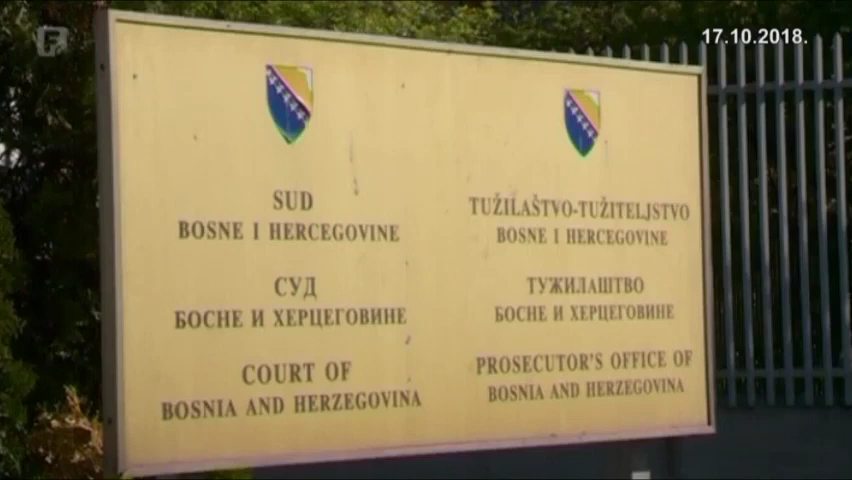 17.10.2018.
SUD
BOSNE I HERCEGOVINE
СУД
БОСНЕ И ХЕРЦЕГОВИНЕ
COURT OF
BOSNIA AND HERZEGOVINA
TUŽILAŠTVO-TUŽITELJSTVO
BOSNE I HERCEGOVINE
ТУЖИЛАШТВО
БОСНЕ И ХЕРЦЕГОВИНЕ
PROSECUTOR'S OFFICE OF
BOSNIA AND HERZEGOVINA